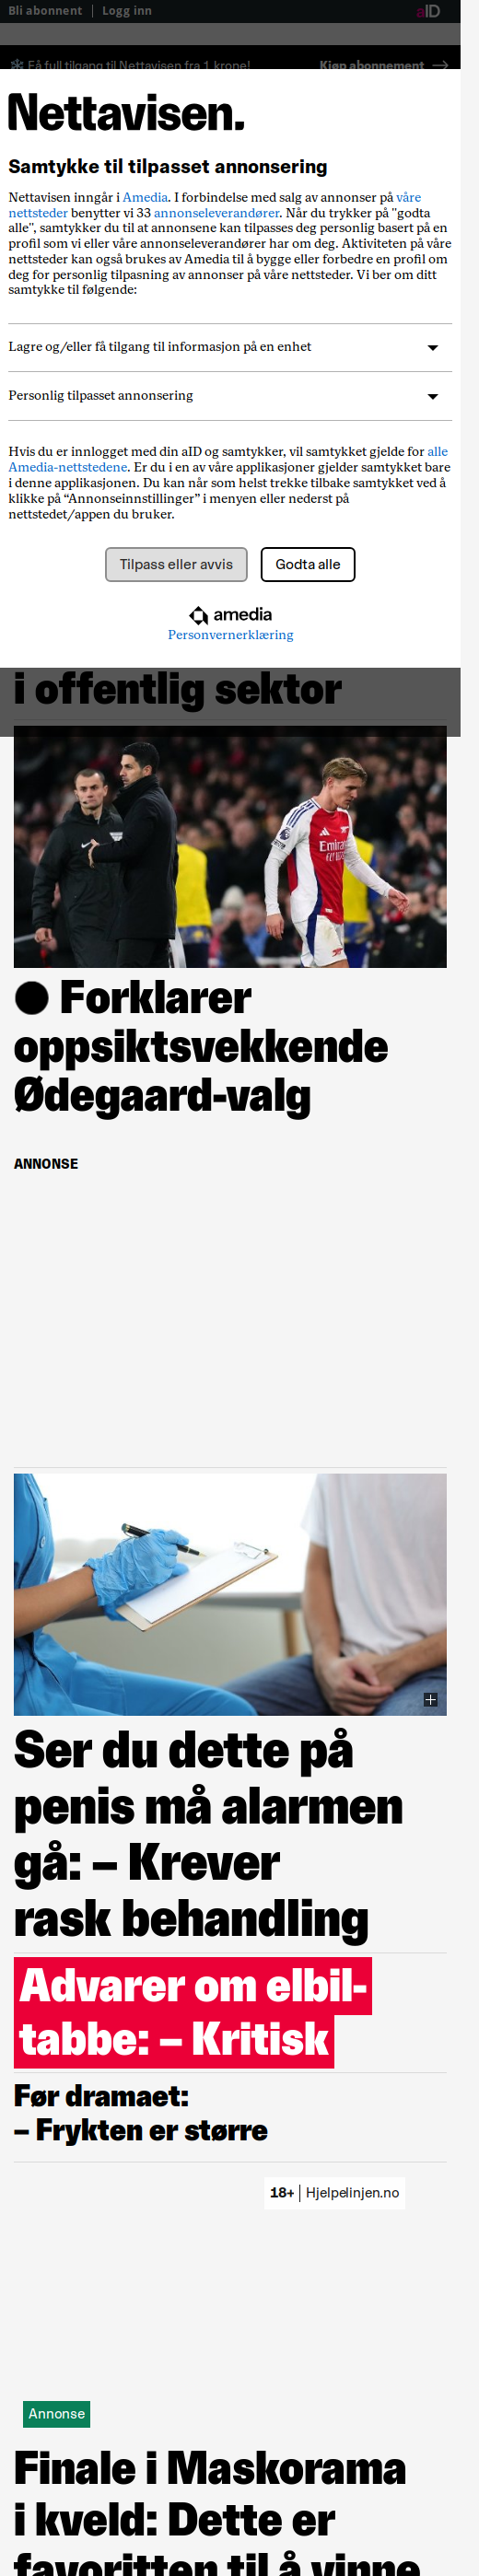 Bli abonnent | Logg inn
aID
Få full tilgang til Nettavisen fra 1 krone!
Kjøp abonnement →
Nettavisen.
Samtykke til tilpasset annonsering
Nettavisen inngår i Amedia. I forbindelse med salg av annonser på våre
nettsteder benytter vi 33 annonseleverandører. Når du trykker på "godta
alle", samtykker du til at annonsene kan tilpasses deg personlig basert på en
profil som vi eller våre annonseleverandører har om deg. Aktiviteten på våre
nettsteder kan også brukes av Amedia til å bygge eller forbedre en profil om
deg for personlig tilpasning av annonser på våre nettsteder. Vi ber om ditt
samtykke til følgende:
Lagre og/eller få tilgang til informasjon på en enhet
Personlig tilpasset annonsering
Hvis du er innlogget med din aID og samtykker, vil samtykket gjelde for alle
Amedia-nettstedene. Er du i en av våre applikasjoner gjelder samtykket bare
i denne applikasjonen. Du kan når som helst trekke tilbake samtykket ved å
klikke på “Annonseinnstillinger” i menyen eller nederst på
nettstedet/appen du bruker.
Tilpass eller avvis
Godta alle
amedia
Personvernerklæring
i offentlig sektor
Emirates
Forklarer
oppsiktsvekkende
Ødegaard-valg
ANNONSE
Ser du dette på
penis må alarmen
gå: – Krever
rask behandling
Advarer om elbil-
tabbe: – Kritisk
Før dramaet:
– Frykten er større
18+ | Hjelpelinjen.no
Annonse
Finale i Maskorama
i kveld: Dette er
favoritten til å vinne